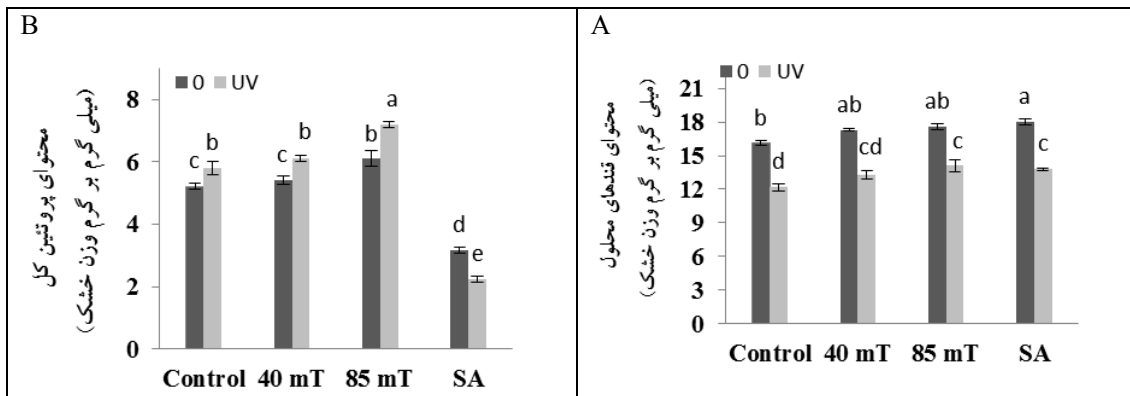 B
محتوای پروتئین کل
(میلی گرم بر گرم وزن خشک)
0 UV
8
6
4
2
0
c b c b b a d e
Control 40 mT 85 mT SA
A
محتوای قندهای محلول
(میلی گرم بر گرم وزن خشک)
0 UV
21
18
15
12
9
6
3
0
b d ab cd ab c a c
Control 40 mT 85 mT SA